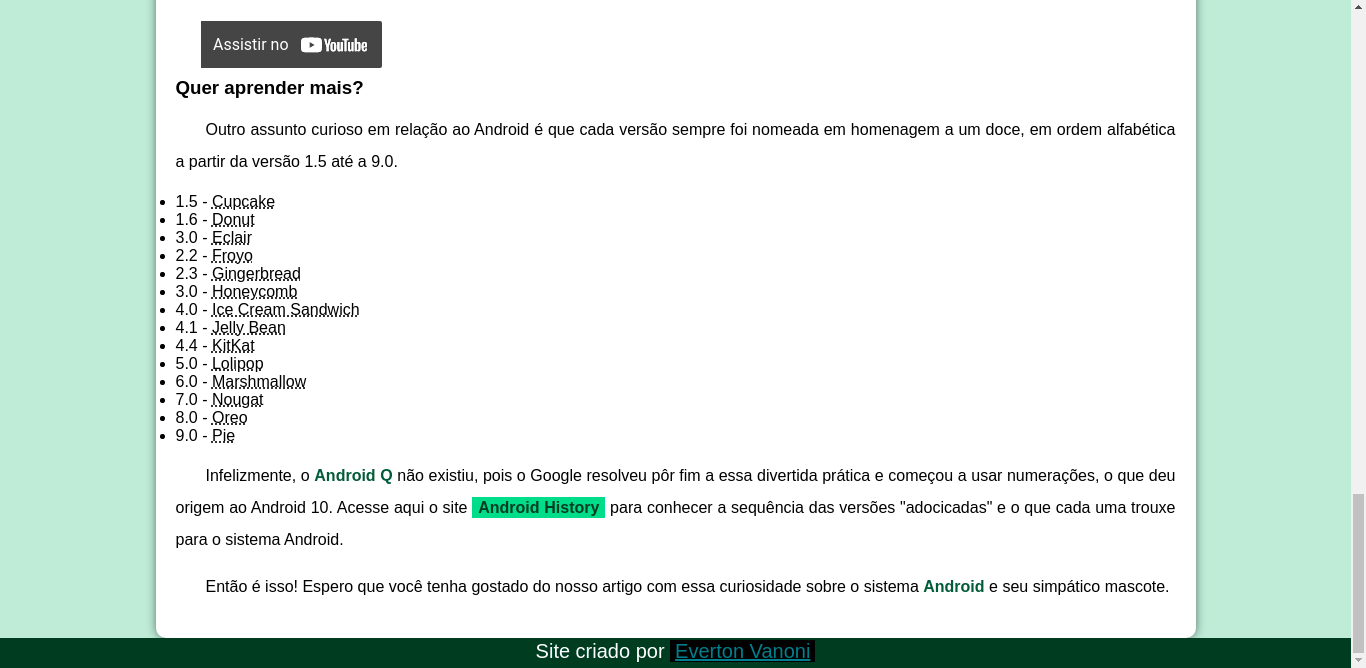 Assistir no YouTube
Quer aprender mais?
Outro assunto curioso em relação ao Android é que cada versão sempre foi nomeada em homenagem a um doce, em ordem alfabética
a partir da versão 1.5 até a 9.0.
1.5 - Cupcake
1.6 - Donut
3.0 - Eclair
2.2 - Froyo
2.3 - Gingerbread
3.0 - Honeycomb
4.0 - Ice Cream Sandwich
4.1 - Jelly Bean
4.4 - KitKat
5.0 - Lolipop
6.0 - Marshmallow
7.0 - Nougat
8.0 - Oreo
9.0 - Pie
Infelizmente, o Android Q não existiu, pois o Google resolveu pôr fim a essa divertida prática e começou a usar numerações, o que deu
origem ao Android 10. Acesse aqui o site Android History para conhecer a sequência das versões "adocicadas" e o que cada uma trouxe
para o sistema Android.
Então é isso! Espero que você tenha gostado do nosso artigo com essa curiosidade sobre o sistema Android e seu simpático mascote.
Site criado por Everton Vanoni